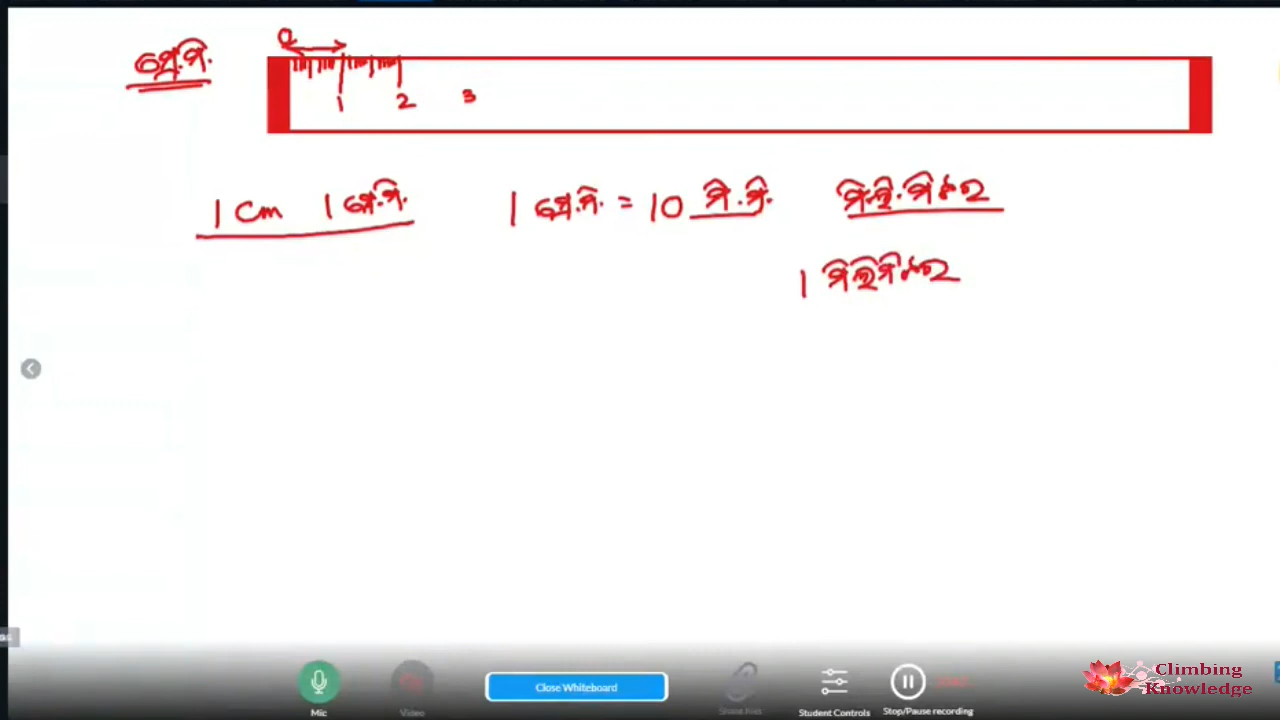 ସେ.ମି.
0
1 2 3
1 cm 1 ସେ.ମି. 1 ସେ.ମି. = 10 ମି.ମି. ମିଲି.ମିଟର
1 ମିଲିମିଟର
Close Whiteboard
Mic Video Student Controls Stop/Pause recording
Climbing
Knowledge